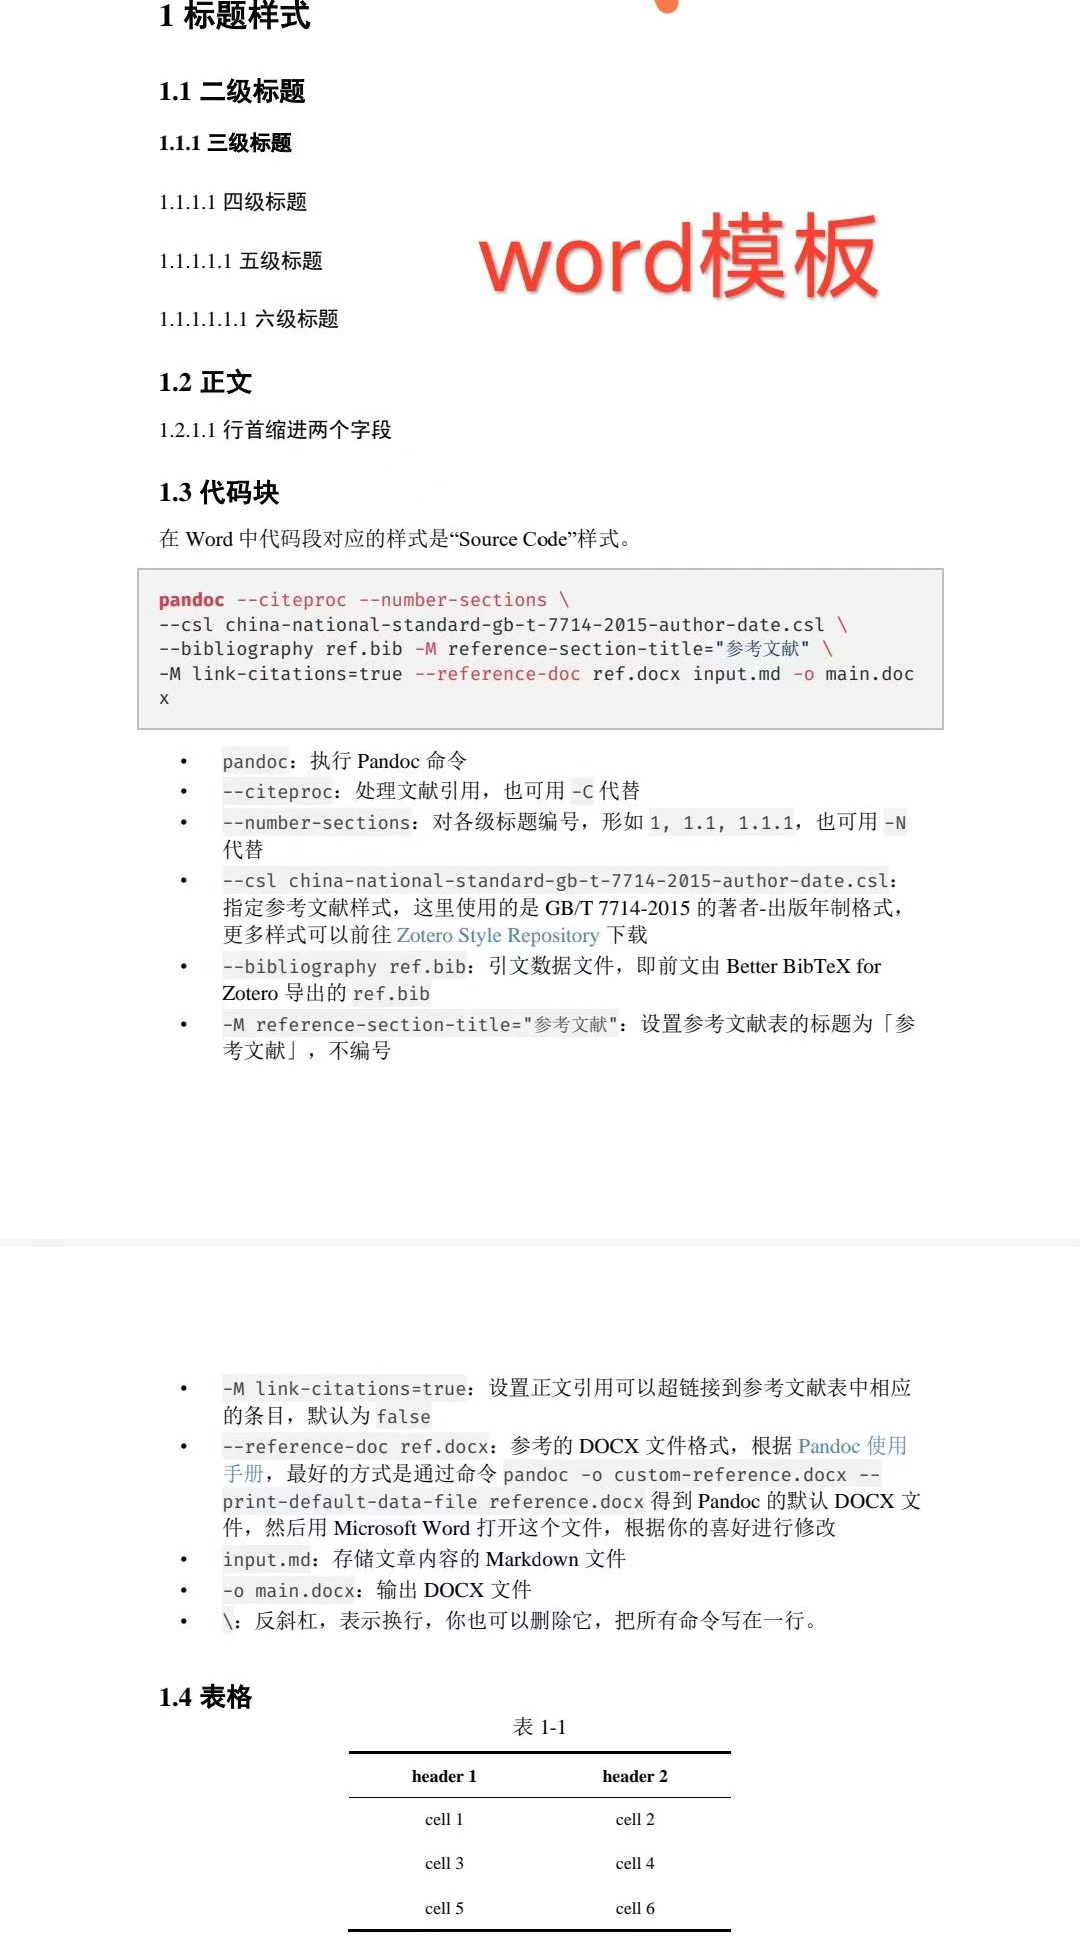 1 标题样式
1.1 二级标题
1.1.1 三级标题
1.1.1.1 四级标题
word模板
1.1.1.1.1 五级标题
1.1.1.1.1.1 六级标题
1.2 正文
1.2.1.1 行首缩进两个字段
1.3 代码块
在 Word 中代码段对应的样式是“Source Code”样式。
pandoc --citeproc --number-sections \
--csl china-national-standard-gb-t-7714-2015-author-date.csl \
--bibliography ref.bib -M reference-section-title="参考文献" \
-M link-citations=true --reference-doc ref.docx input.md -o main.doc
x
• pandoc：执行 Pandoc 命令
• --citeproc：处理文献引用，也可用 -C 代替
• --number-sections：对各级标题编号，形如 1, 1.1, 1.1.1，也可用 -N
代替
• --csl china-national-standard-gb-t-7714-2015-author-date.csl：
指定参考文献样式，这里使用的是 GB/T 7714-2015 的著者-出版年制格式，
更多样式可以前往 Zotero Style Repository 下载
• --bibliography ref.bib：引文数据文件，即前文由 Better BibTeX for
Zotero 导出的 ref.bib
• -M reference-section-title="参考文献"：设置参考文献表的标题为「参
考文献」，不编号
• -M link-citations=true：设置正文引用可以超链接到参考文献表中相应
的条目，默认为 false
• --reference-doc ref.docx：参考的 DOCX 文件格式，根据 Pandoc 使用
手册，最好的方式是通过命令 pandoc -o custom-reference.docx --
print-default-data-file reference.docx 得到 Pandoc 的默认 DOCX 文
件，然后用 Microsoft Word 打开这个文件，根据你的喜好进行修改
• input.md：存储文章内容的 Markdown 文件
• -o main.docx：输出 DOCX 文件
• \：反斜杠，表示换行，你也可以删除它，把所有命令写在一行。
1.4 表格
表 1-1
header 1 header 2
cell 1 cell 2
cell 3 cell 4
cell 5 cell 6